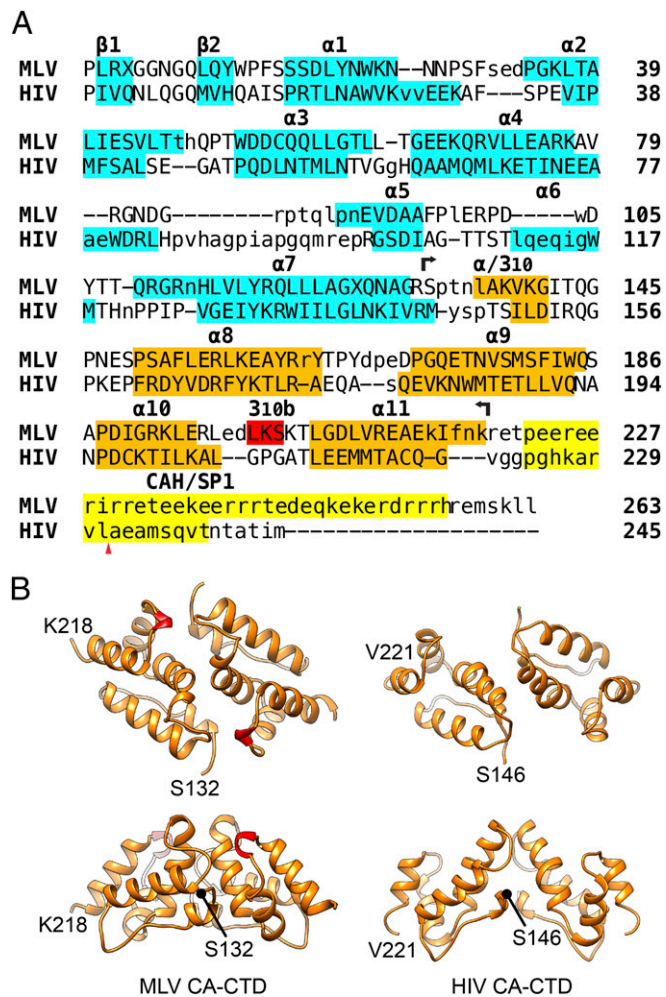 A
β1 β2 α1 α2
MLV PLRXGGNGQLQYWPFSSSDLYNWKN--NNPSFsedPGKLTA 39
HIV PIVQNLQGQMVHQAISPRTLNAWVKvvEEKAF---SPEVIP 38
α3 α4
MLV LIESVLTthQPTWDDCQQLLGTLL-TGEEKQRVLLEARKAV 79
HIV MFSALSE--GATPQDLNTMLNTVGgHQAAMQMLKETINEEA 77
α5 α6
MLV --RGNDG--------rptqlpnEVDAAFPlERPD-----wD 105
HIV aeWDRLHpvhagpiapgqmrepRGSDIAG-TTSTlqeqigW 117
α7 α/310
MLV YTT-QRGRnHLVLYRQLLLAGXQNAGRSptnlAKVKGITQG 145
HIV MTHnPPIP-VGEIYKRWIILGLNKIVRM-yspTSILDIRQG 156
α8 α9
MLV PNESPSAFLERLKEAYRrYTPYdpeDPGQETNVSMSFIWQS 186
HIV PKEPFRDYVDRFYKTLR-AEQA--sQEVKNWMTETLLVQNA 194
α10 310b α11
MLV APDIGRKLERLedLKSKTLGDLVREAEkIfnkretpeeree 227
HIV NPDCKTILKAL--GPGATLEEMMTACQ-G---vggpghkar 229
CAH/SP1
MLV rirreteekeerrrtedeqkekerdrrrhremskll 263
HIV vlaeamsqvtntatim-------------------- 245
B
K218
V221
S132
S146
K218
S132
V221
S146
MLV CA-CTD HIV CA-CTD